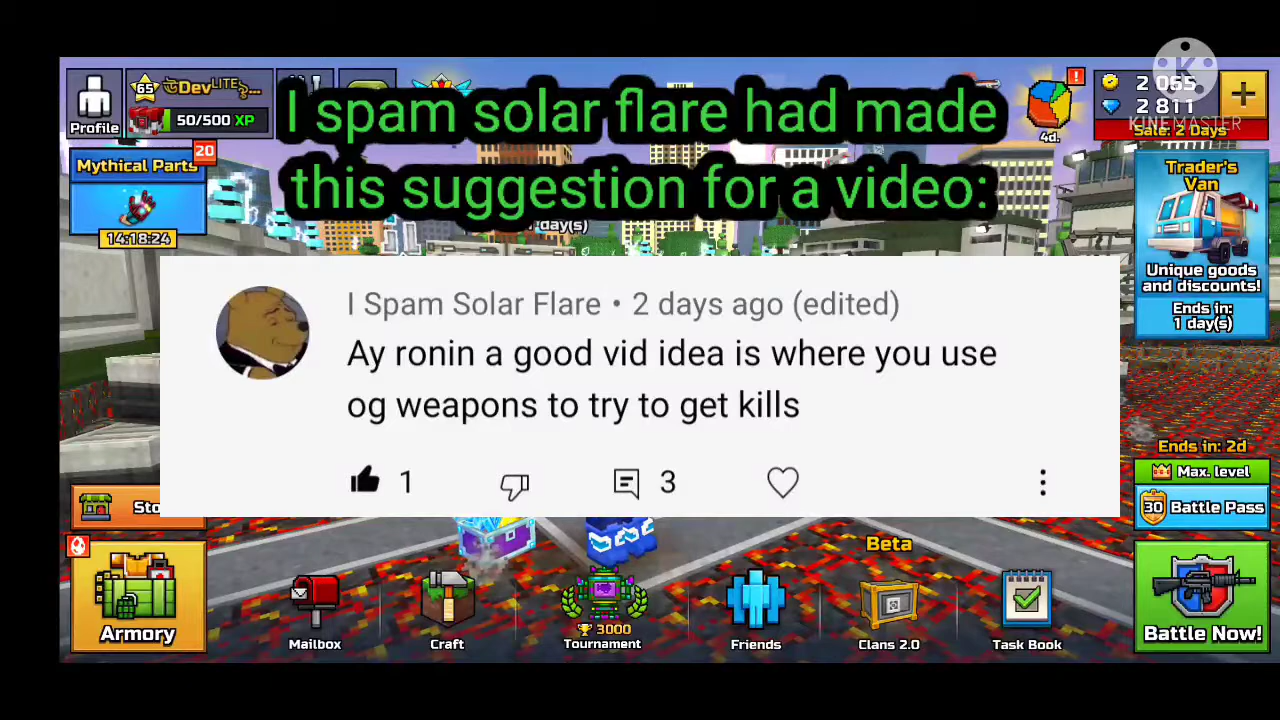 I spam solar flare had made
this suggestion for a video:
I Spam Solar Flare • 2 days ago (edited)
Ay ronin a good vid idea is where you use
og weapons to try to get kills
1
3
Profile
65
50/500 XP
Mythical Parts
20
14:18:24
day(s)
4d.
2 065
2 811
KINEMASTER
Sale: 2 Days
Trader's
Van
Unique goods
and discounts!
Ends in:
1 day(s)
Ends in: 2d
Max. level
30 Battle Pass
Battle Now!
Beta
Armory
Mailbox
Craft
3000
Tournament
Friends
Clans 2.0
Task Book